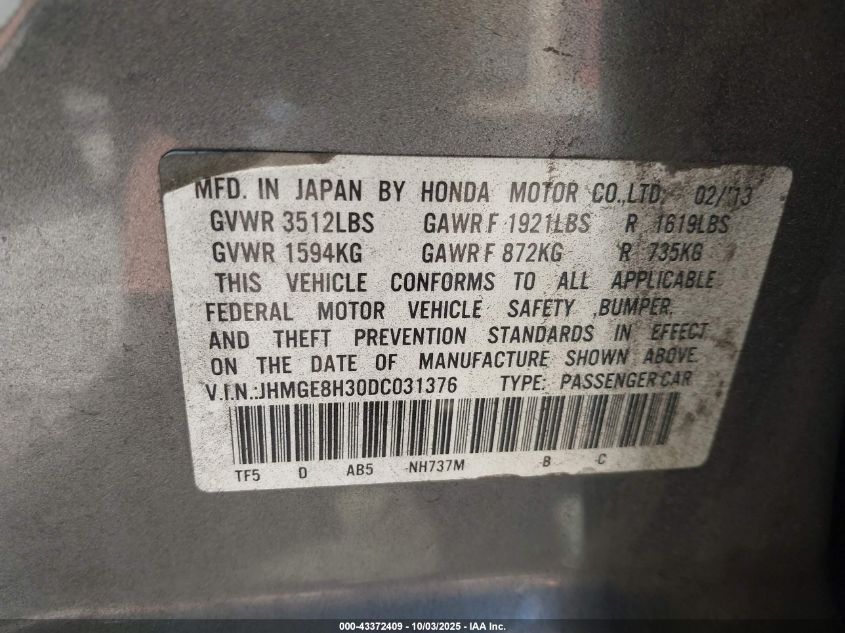 MFD. IN JAPAN BY HONDA MOTOR CO.,LTD. 02/'13
GVWR 3512LBS GAWR F 1921LBS R 1619LBS
GVWR 1594KG GAWR F 872KG R 735KG
THIS VEHICLE CONFORMS TO ALL APPLICABLE
FEDERAL MOTOR VEHICLE SAFETY ,BUMPER,
AND THEFT PREVENTION STANDARDS IN EFFECT
ON THE DATE OF MANUFACTURE SHOWN ABOVE.
V.I.N.:JHMGE8H30DC031376 TYPE: PASSENGER CAR
TF5 D AB5 -NH737M -B -C
000-43372409 - 10/03/2025 - IAA Inc.